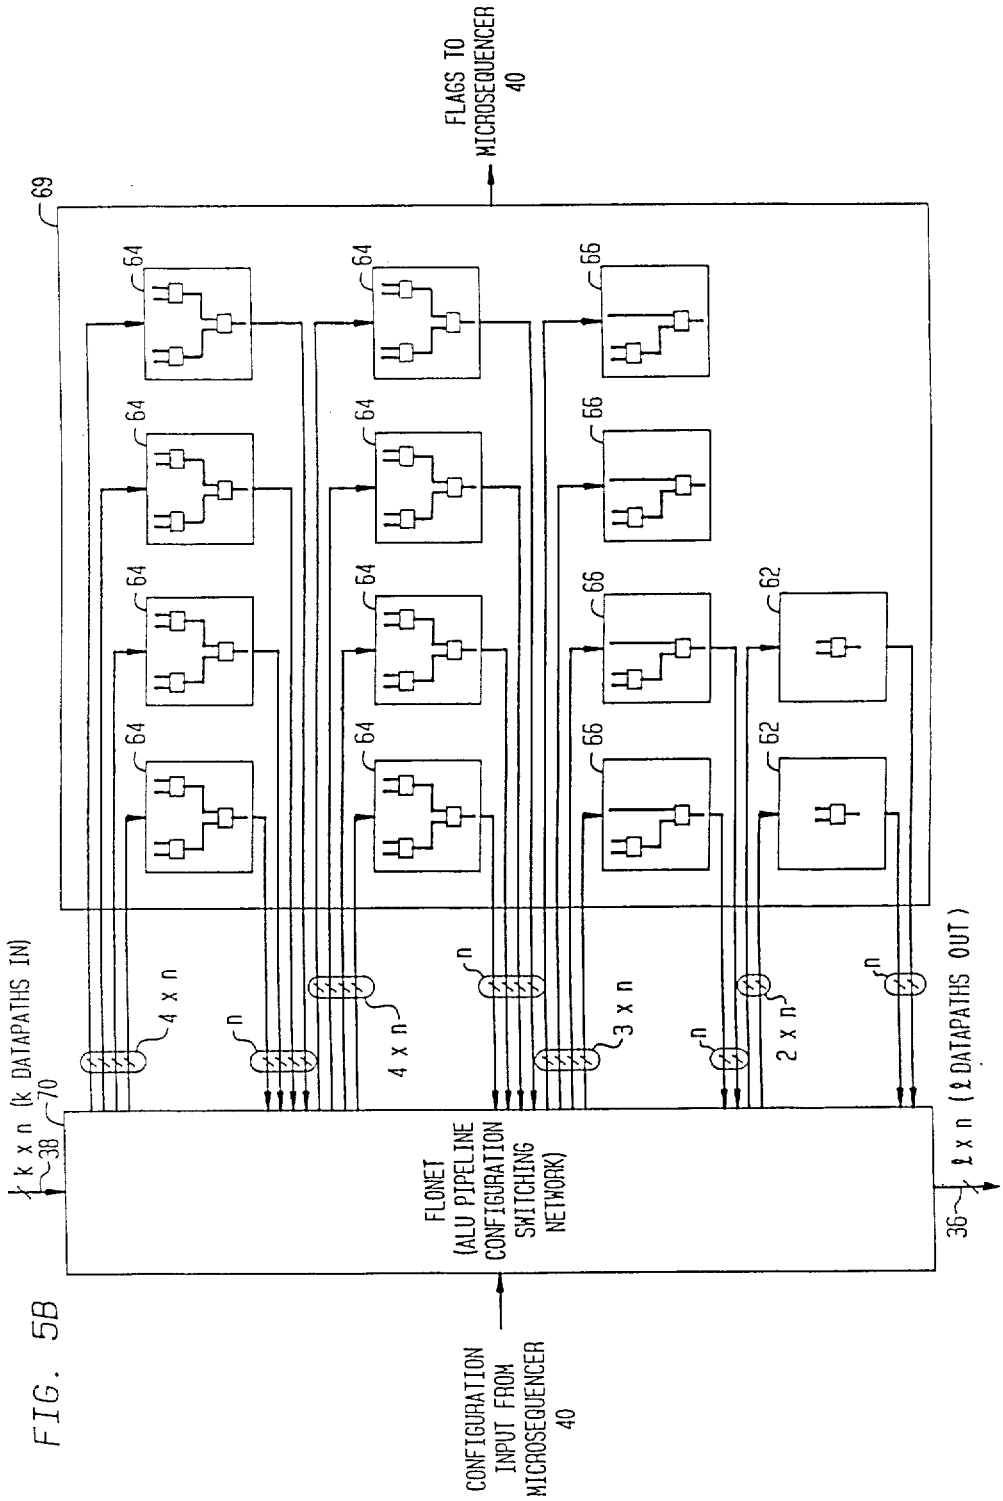 FIG. 5B
k x n (k DATAPATHS IN)
38
70
69
4 x n
n
4 x n
n
3 x n
n
2 x n
n
64
64
64
64
64
64
64
64
66
66
66
66
62
62
FLONET
(ALU PIPELINE
CONFIGURATION
SWITCHING
NETWORK)
CONFIGURATION
INPUT FROM
MICROSEQUENCER
40
FLAGS TO
MICROSEQUENCER
40
36
ℓ x n (ℓ DATAPATHS OUT)